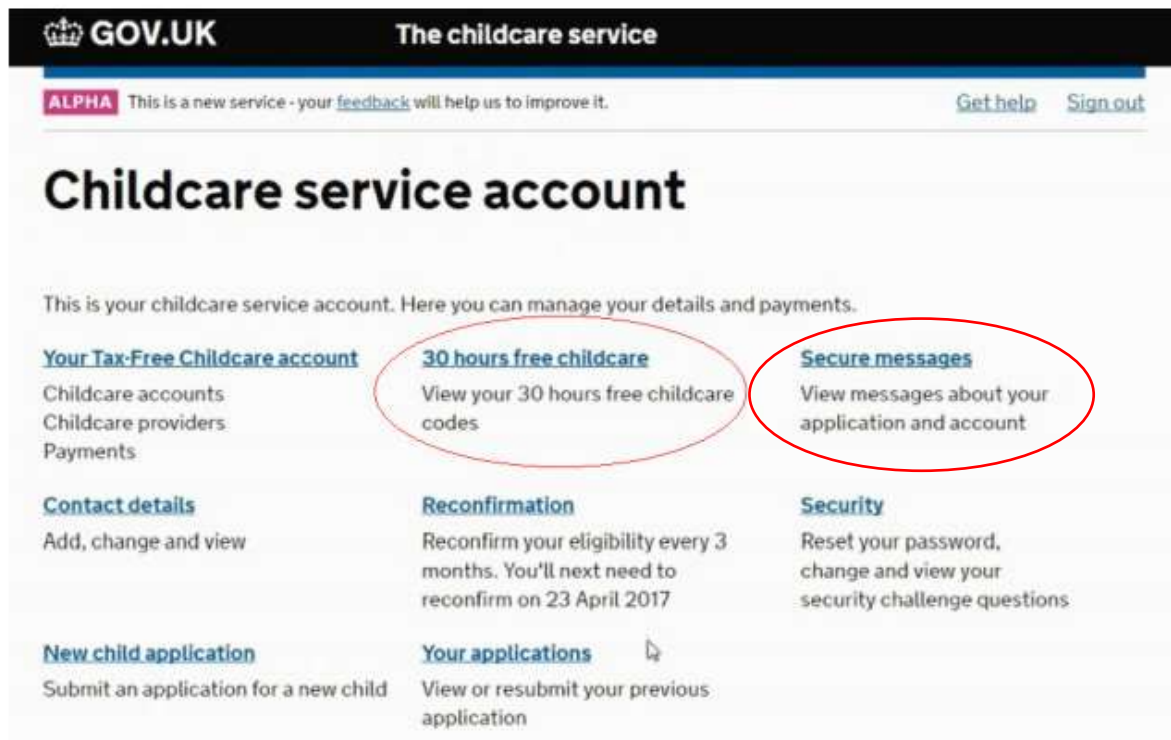 GOV.UK The childcare service
ALPHA This is a new service - your feedback will help us to improve it. Get help Sign out
Childcare service account
This is your childcare service account. Here you can manage your details and payments.
Your Tax-Free Childcare account
Childcare accounts
Childcare providers
Payments
30 hours free childcare
View your 30 hours free childcare
codes
Secure messages
View messages about your
application and account
Contact details
Add, change and view
Reconfirmation
Reconfirm your eligibility every 3
months. You'll next need to
reconfirm on 23 April 2017
Security
Reset your password,
change and view your
security challenge questions
New child application
Submit an application for a new child
Your applications
View or resubmit your previous
application